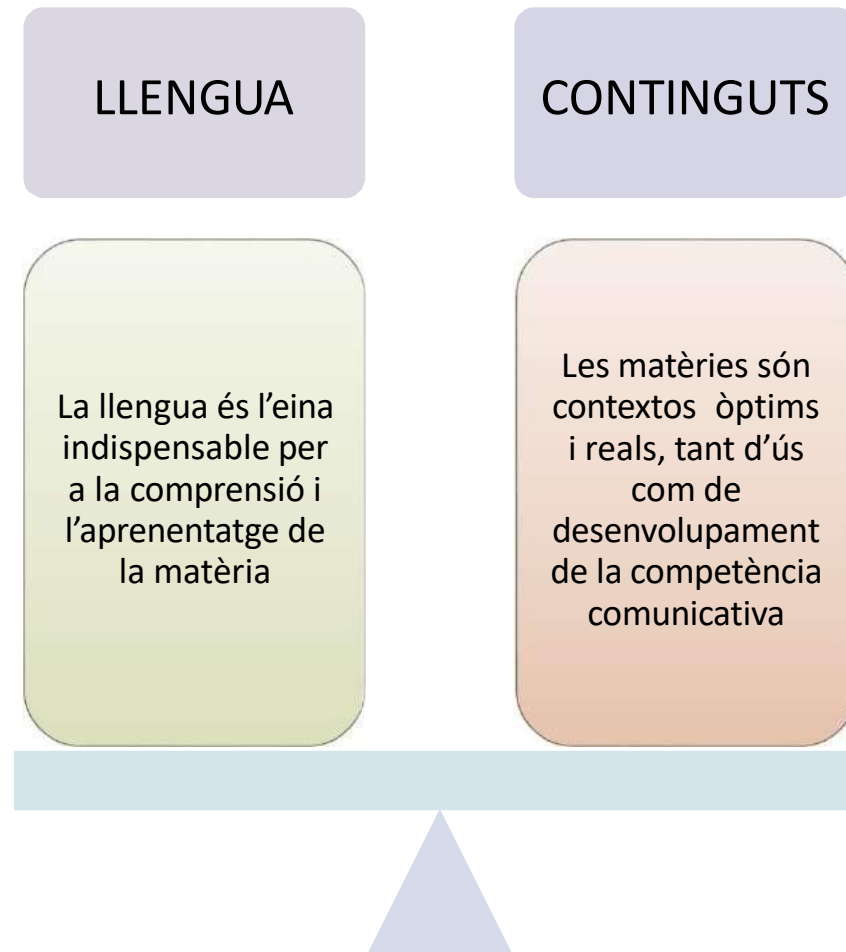 LLENGUA
CONTINGUTS
La llengua és l’eina
indispensable per
a la comprensió i
l’aprenentatge de
la matèria
Les matèries són
contextos  òptims
i reals, tant d’ús
com de
desenvolupament
de la competència
comunicativa